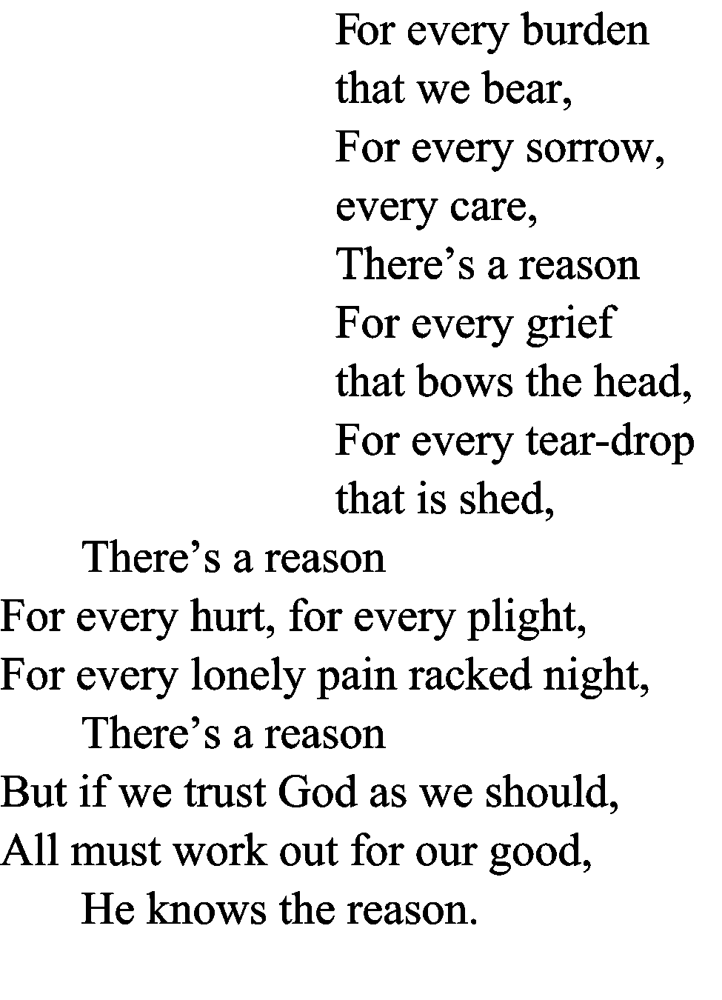 For every burden
that we bear,
For every sorrow,
every care,
There’s a reason
For every grief
that bows the head,
For every tear-drop
that is shed,
There’s a reason
For every hurt, for every plight,
For every lonely pain racked night,
There’s a reason
But if we trust God as we should,
All must work out for our good,
He knows the reason.